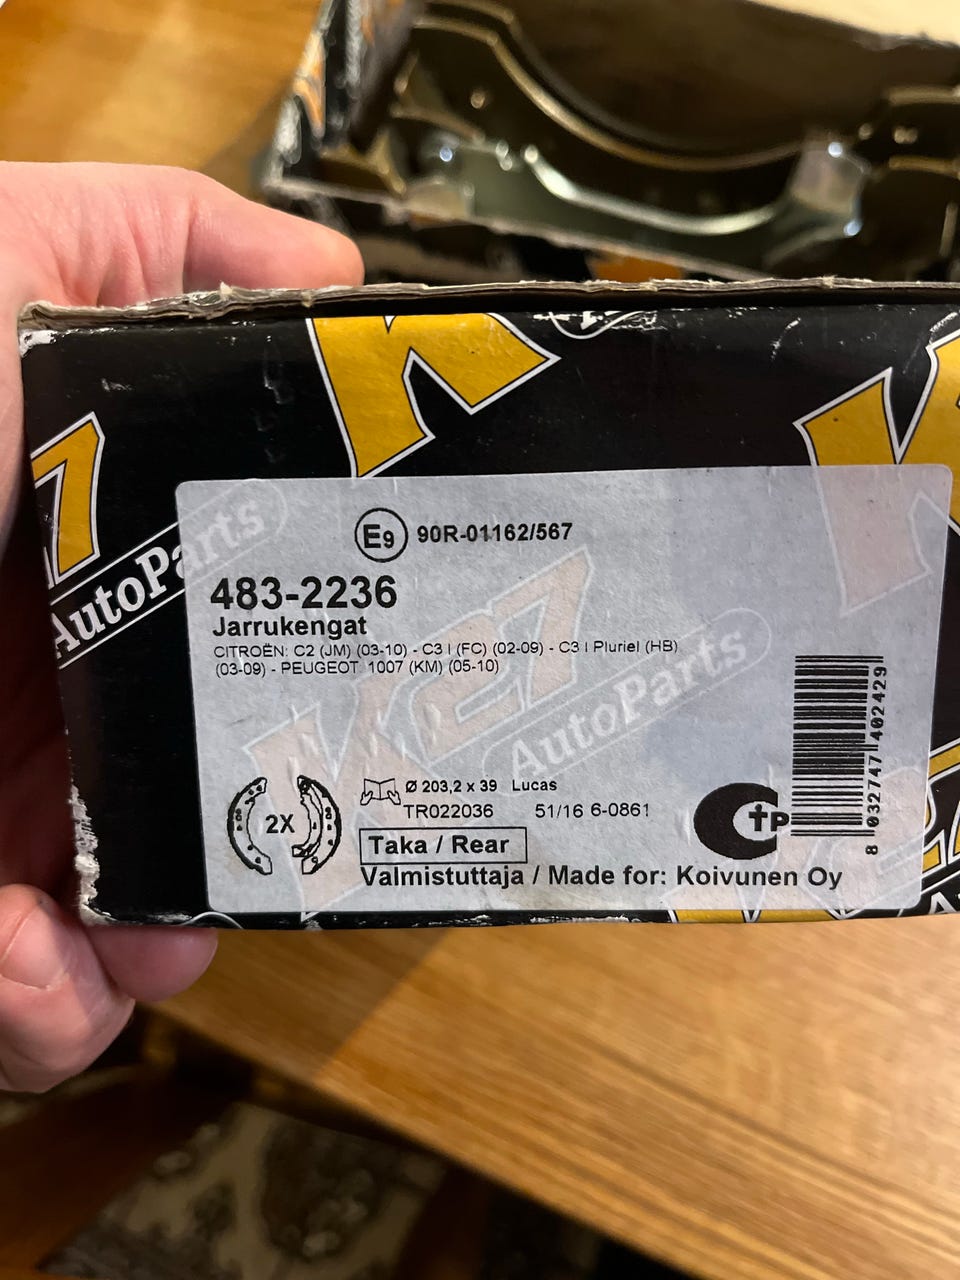 AutoParts
E9 90R-01162/567
483-2236
Jarrukengat
CITROËN: C2 (JM) (03-10) - C3 I (FC) (02-09) - C3 I Pluriel (HB)
(03-09) - PEUGEOT 1007 (KM) (05-10)
Ke7
AutoParts
2X
Ø 203,2 x 39 Lucas
TR022036 51/16 6-0861
Taka / Rear
Valmistuttaja / Made for: Koivunen Oy
8 032747 402429